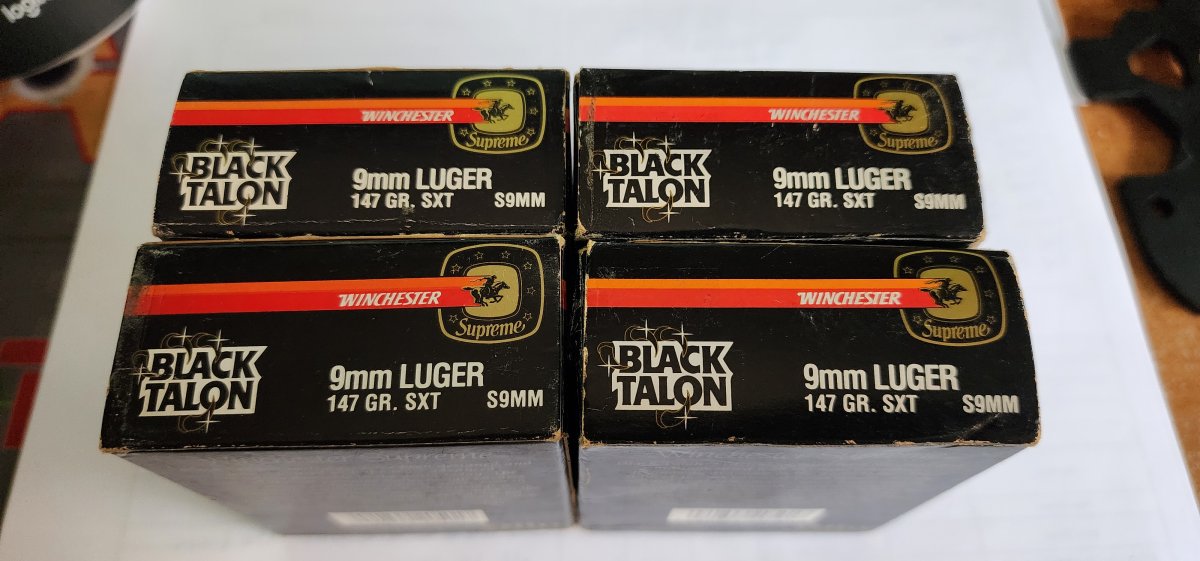 WINCHESTER
Supreme
BLACK
TALON
9mm LUGER
147 GR. SXT S9MM
WINCHESTER
Supreme
BLACK
TALON
9mm LUGER
147 GR. SXT S9MM
WINCHESTER
Supreme
BLACK
TALON
9mm LUGER
147 GR. SXT S9MM
WINCHESTER
Supreme
BLACK
TALON
9mm LUGER
147 GR. SXT S9MM